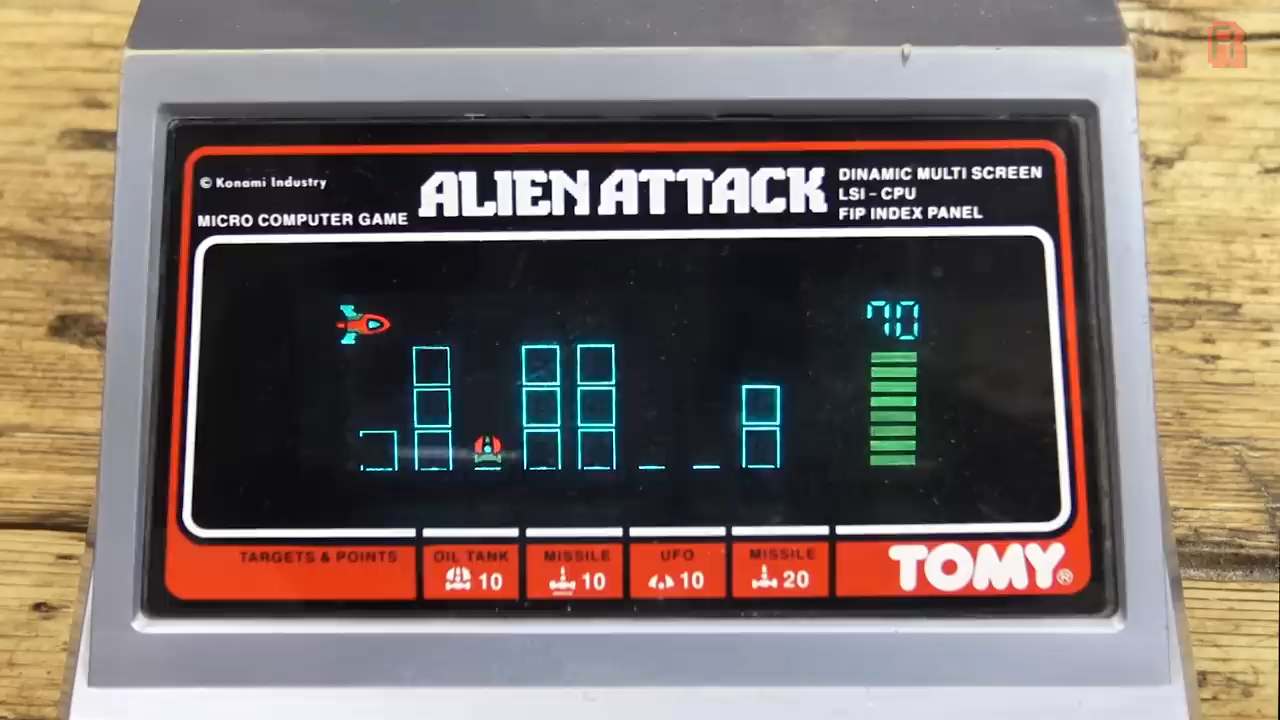 © Konami Industry
MICRO COMPUTER GAME
ALIEN ATTACK
DINAMIC MULTI SCREEN
LSI-CPU
FIP INDEX PANEL
70
TARGETS & POINTS
OIL TANK
10
MISSILE
10
UFO
10
MISSILE
20
TOMY®
R